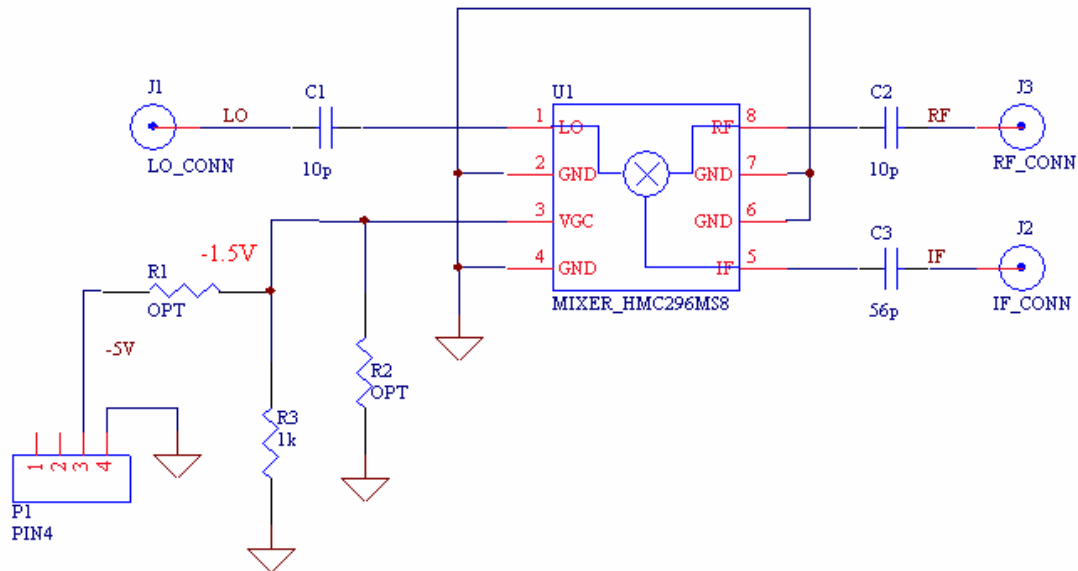 J1
LO
LO_CONN
C1
10p
U1
1
LO
2
GND
3
VGC
4
GND
RF
8
GND
7
GND
6
IF
5
MIXER_HMC296MS8
C2
10p
RF
J3
RF_CONN
C3
56p
IF
J2
IF_CONN
-1.5V
R1
OPT
-5V
R2
OPT
R3
1k
1
2
3
4
P1
PIN4